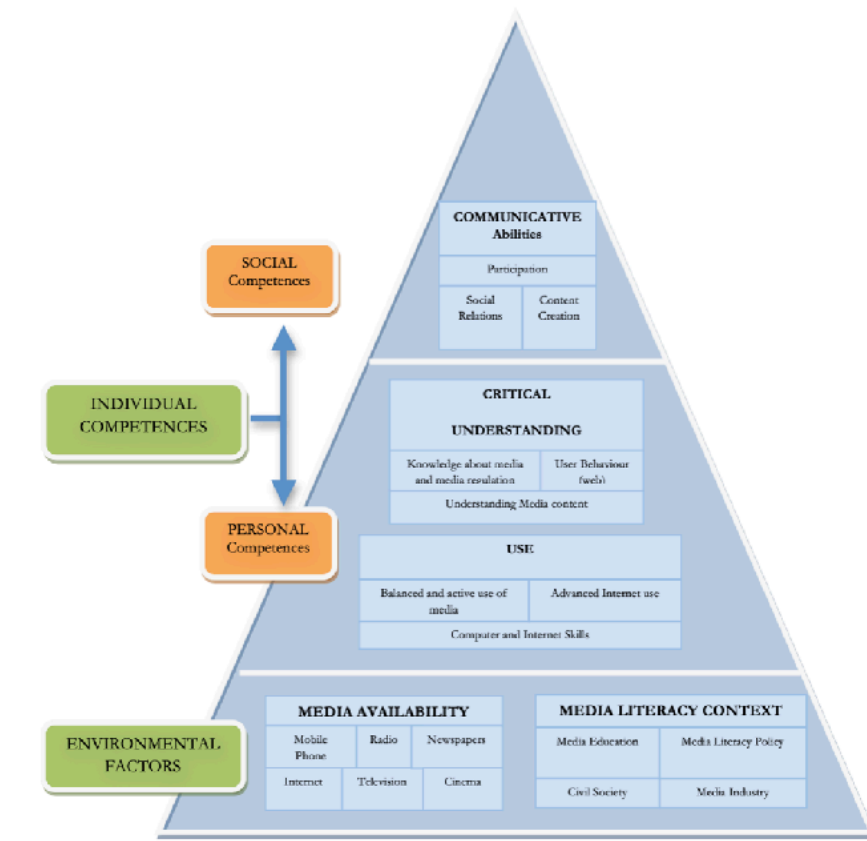 COMMUNICATIVE
Abilities
Participation
Social
Relations
Content
Creation
SOCIAL
Competences
INDIVIDUAL
COMPETENCES
CRITICAL
UNDERSTANDING
Knowledge about media
and media regulation
User Behaviour
(web)
Understanding Media content
PERSONAL
Competences
USE
Balanced and active use of
media
Advanced Internet use
Computer and Internet Skills
ENVIRONMENTAL
FACTORS
MEDIA AVAILABILITY
Mobile
Phone
Radio
Newspapers
Internet
Television
Cinema
MEDIA LITERACY CONTEXT
Media Education
Media Literacy Policy
Civil Society
Media Industry